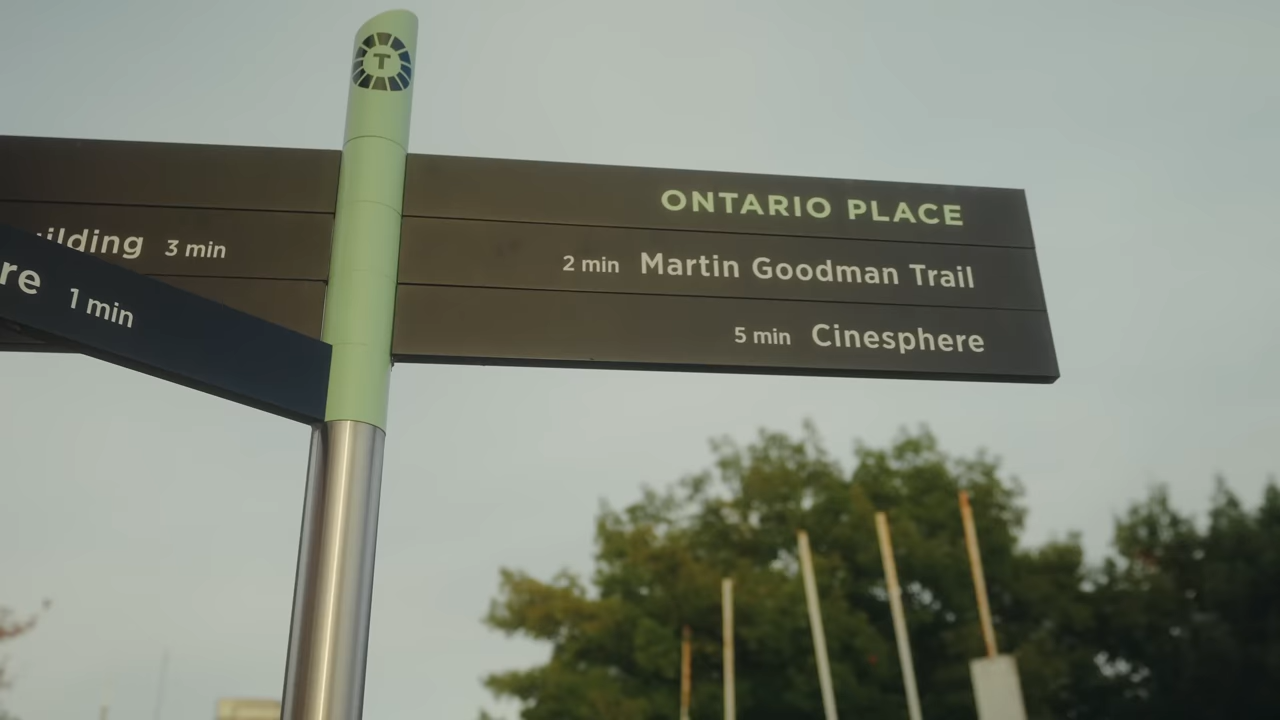 T
ONTARIO PLACE
2 min Martin Goodman Trail
5 min Cinesphere
3 min
1 min